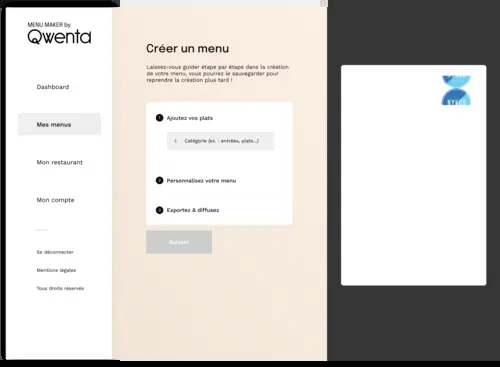 MENU MAKER by
Qwenta
Dashboard
Mes menus
Mon restaurant
Mon compte
Se déconnecter
Mentions légales
Tous droits réservés
Créer un menu
Laissez-vous guider étape par étape dans la création
de votre menu, vous pourrez le sauvegarder pour
reprendre la création plus tard !
1 Ajoutez vos plats
+ Catégorie (ex. : entrées, plats...)
2 Personnalisez votre menu
3 Exportez & diffusez
Suivant